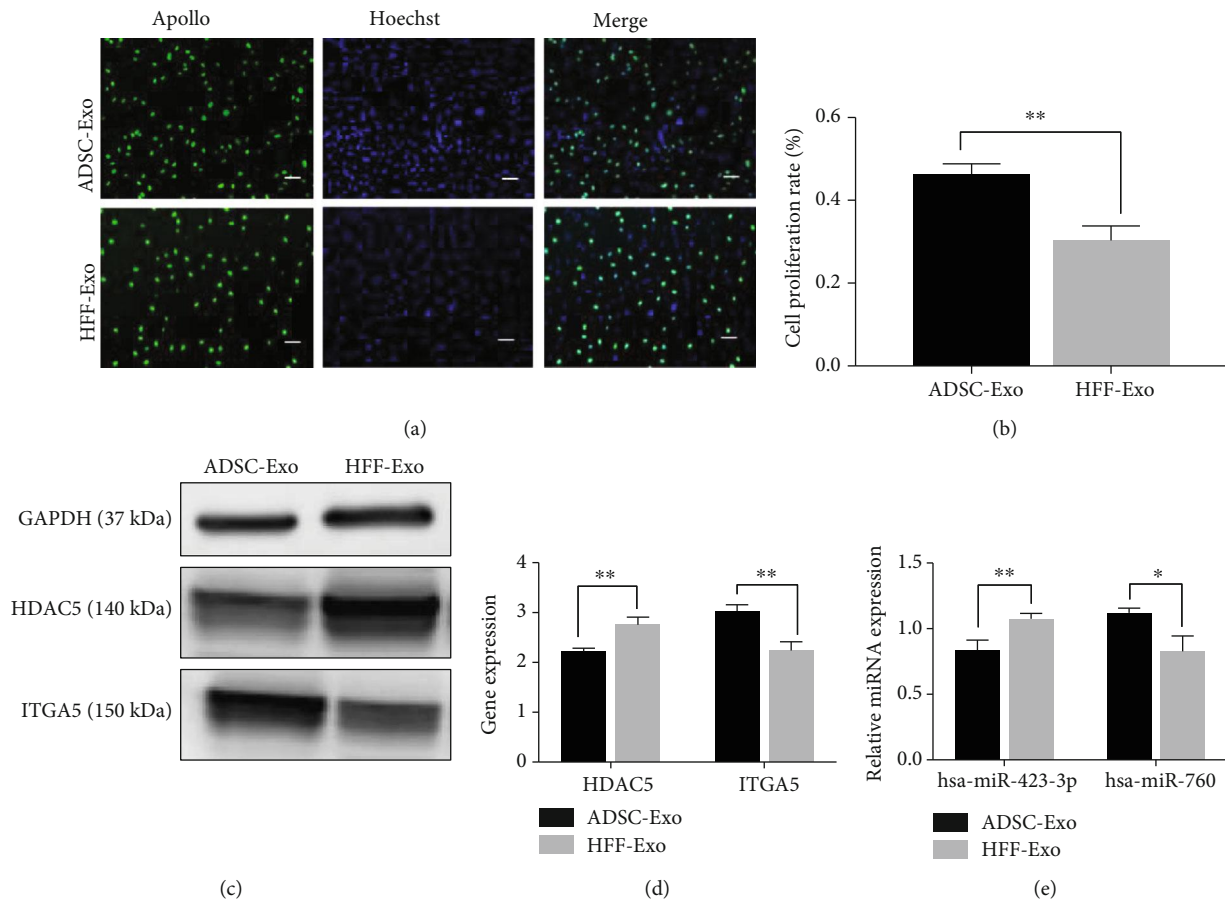 Apollo Hoechst Merge
ADSC-Exo
HFF-Exo
(a)
Cell proliferation rate (%)
0.6
0.4
0.2
0.0
**
ADSC-Exo HFF-Exo
(b)
ADSC-Exo HFF-Exo
GAPDH (37 kDa)
HDAC5 (140 kDa)
ITGA5 (150 kDa)
(c)
Gene expression
4
3
2
1
0
** **
HDAC5 ITGA5
ADSC-Exo
HFF-Exo
(d)
Relative miRNA expression
1.5
1.0
0.5
0.0
** *
hsa-miR-423-3p hsa-miR-760
ADSC-Exo
HFF-Exo
(e)